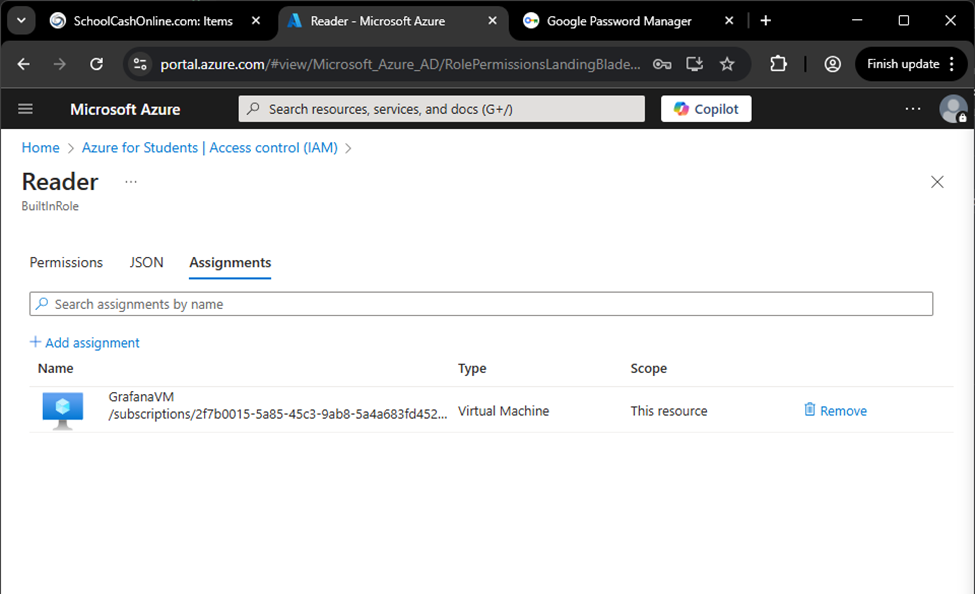 SchoolCashOnline.com: Items
Reader - Microsoft Azure
Google Password Manager
portal.azure.com/#view/Microsoft_Azure_AD/RolePermissionsLandingBlade...
Finish update
Microsoft Azure
Search resources, services, and docs (G+/)
Copilot
Home > Azure for Students | Access control (IAM) >
Reader ...
BuiltInRole
Permissions
JSON
Assignments
Search assignments by name
+ Add assignment
Name Type Scope
GrafanaVM
/subscriptions/2f7b0015-5a85-45c3-9ab8-5a4a683fd452... Virtual Machine This resource Remove